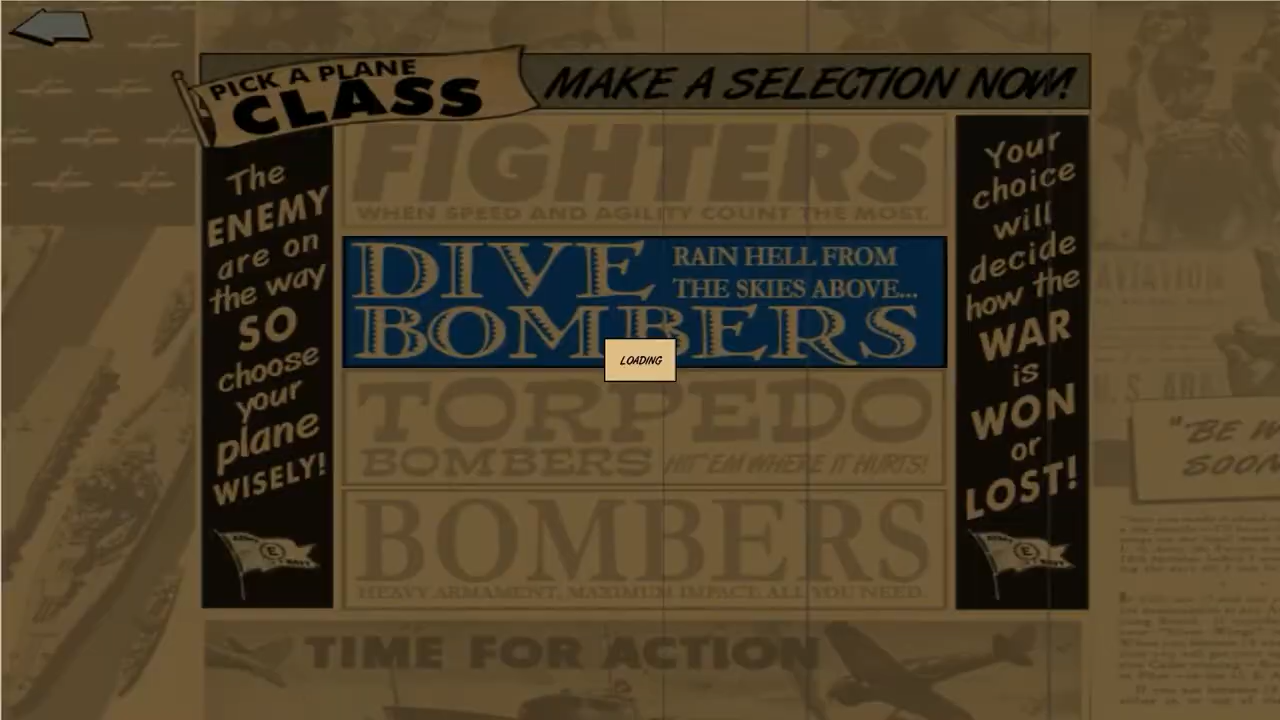 PICK A PLANE
CLASS
MAKE A SELECTION NOW!
The
ENEMY
are on
the way
SO
choose
your
plane
WISELY!
FIGHTERS
WHEN SPEED AND AGILITY COUNT THE MOST.
DIVE
BOMBERS
RAIN HELL FROM
THE SKIES ABOVE...
LOADING
TORPEDO
BOMBERS HIT 'EM WHERE IT HURTS!
BOMBERS
HEAVY ARMAMENT, MAXIMUM IMPACT. ALL YOU NEED.
Your
choice
will
decide
how the
WAR
is
WON
or
LOST!
E
E
TIME FOR ACTION
AVIATION
"BE
SOON